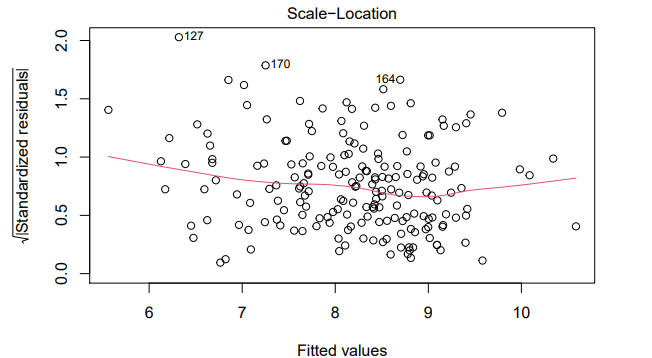 Scale−Location
√|Standardized residuals|
2.0
1.5
1.0
0.5
0.0
127
170
164
6 7 8 9 10
Fitted values